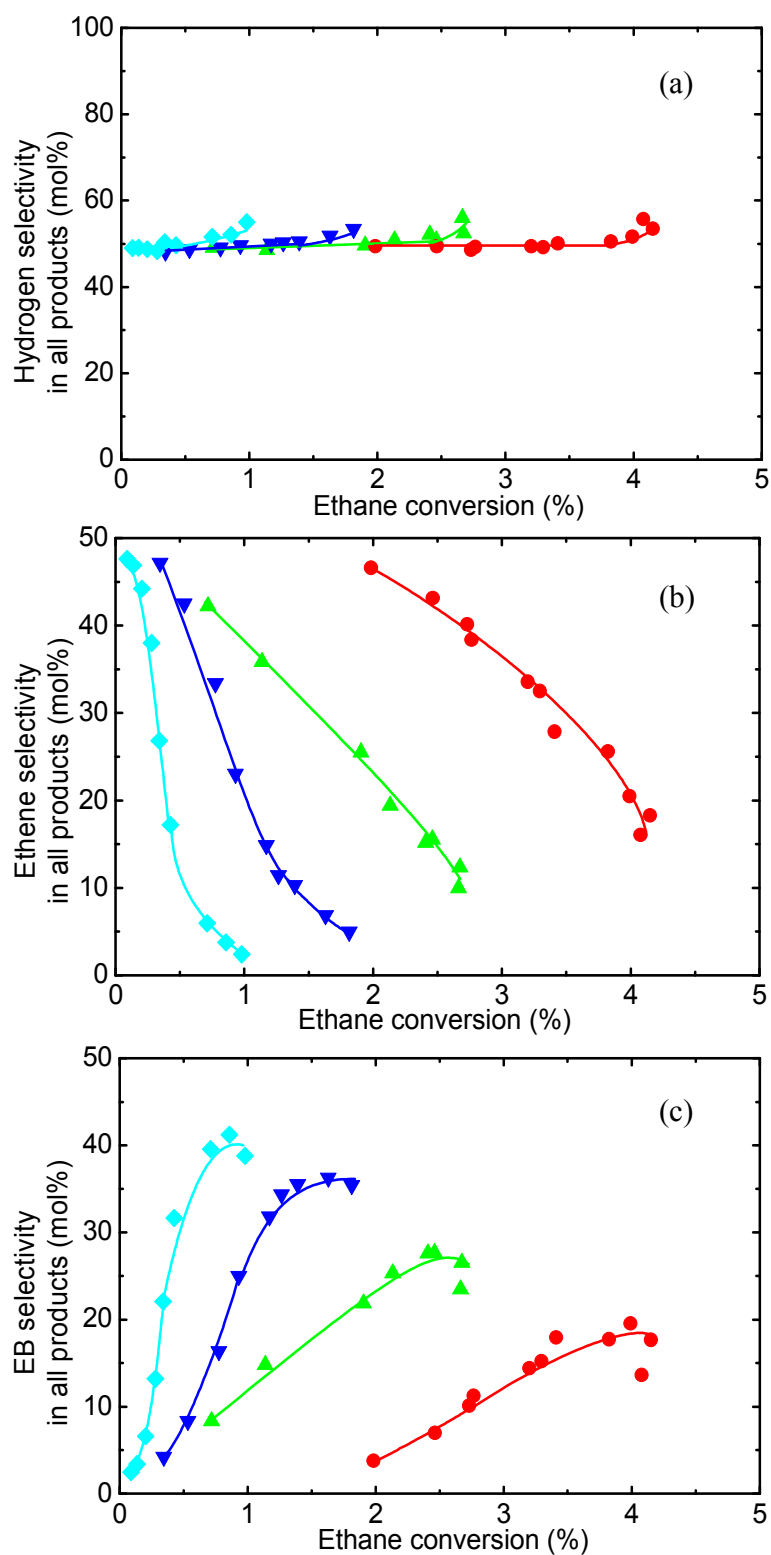 100
80
60
40
20
0
(a)
Hydrogen selectivity
in all products (mol%)
0 1 2 3 4 5
Ethane conversion (%)
50
40
30
20
10
0
(b)
Ethene selectivity
in all products (mol%)
0 1 2 3 4 5
Ethane conversion (%)
50
40
30
20
10
0
(c)
EB selectivity
in all products (mol%)
0 1 2 3 4 5
Ethane conversion (%)